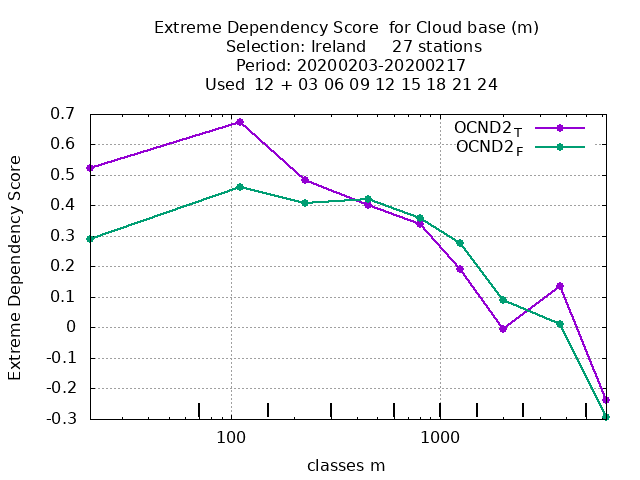 Extreme Dependency Score  for Cloud base (m)
Selection: Ireland     27 stations
Period: 20200203-20200217
Used  12 + 03 06 09 12 15 18 21 24
OCND2T
OCND2F
Extreme Dependency Score
0.7
0.6
0.5
0.4
0.3
0.2
0.1
0
-0.1
-0.2
-0.3
100
1000
classes m